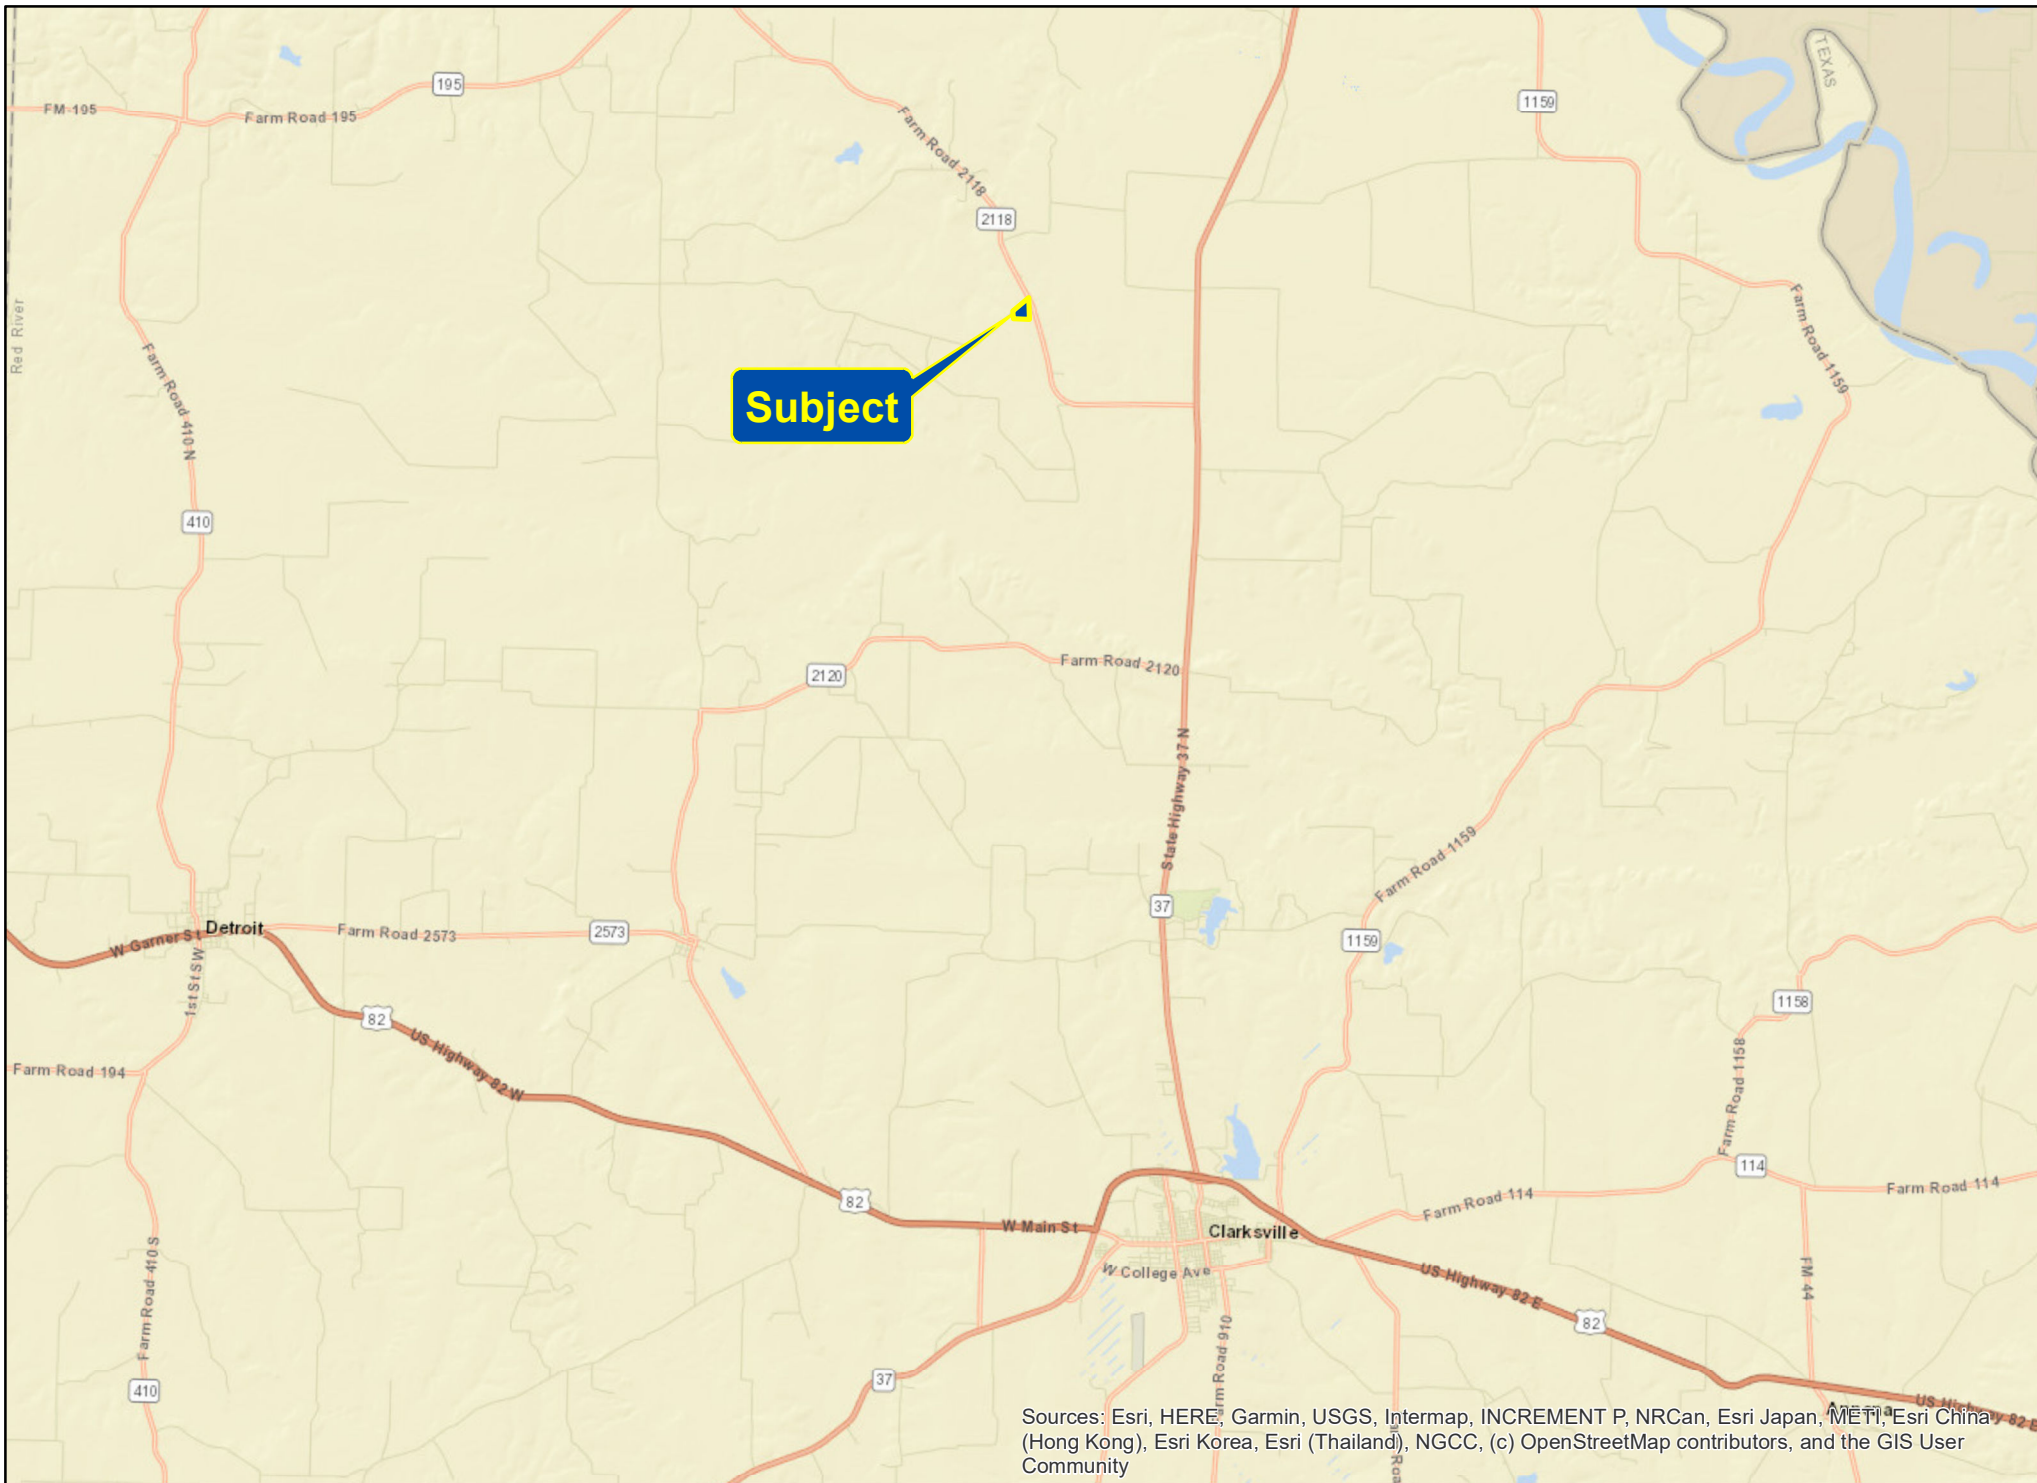 TEXAS
195
1159
FM 195
Farm Road 195
Farm Road 2118
2118
Red River
Farm Road 1159
Farm Road 410 N
Subject
410
Farm Road 2120
2120
State Highway 37 N
Farm Road 1159
37
Detroit
W Garner St
Farm Road 2573
2573
1159
1st St SW
1158
82
US Highway 82 W
Farm Road 194
Farm Road 1158
114
Farm Road 114
Farm Road 114
82
W Main St
Clarksville
W College Ave
Farm Road 410 S
US Highway 82 E
FM 44
82
Farm Road 910
37
410
US Highway 82 E
Sources: Esri, HERE, Garmin, USGS, Intermap, INCREMENT P, NRCan, Esri Japan, METI, Esri China
(Hong Kong), Esri Korea, Esri (Thailand), NGCC, (c) OpenStreetMap contributors, and the GIS User
Community